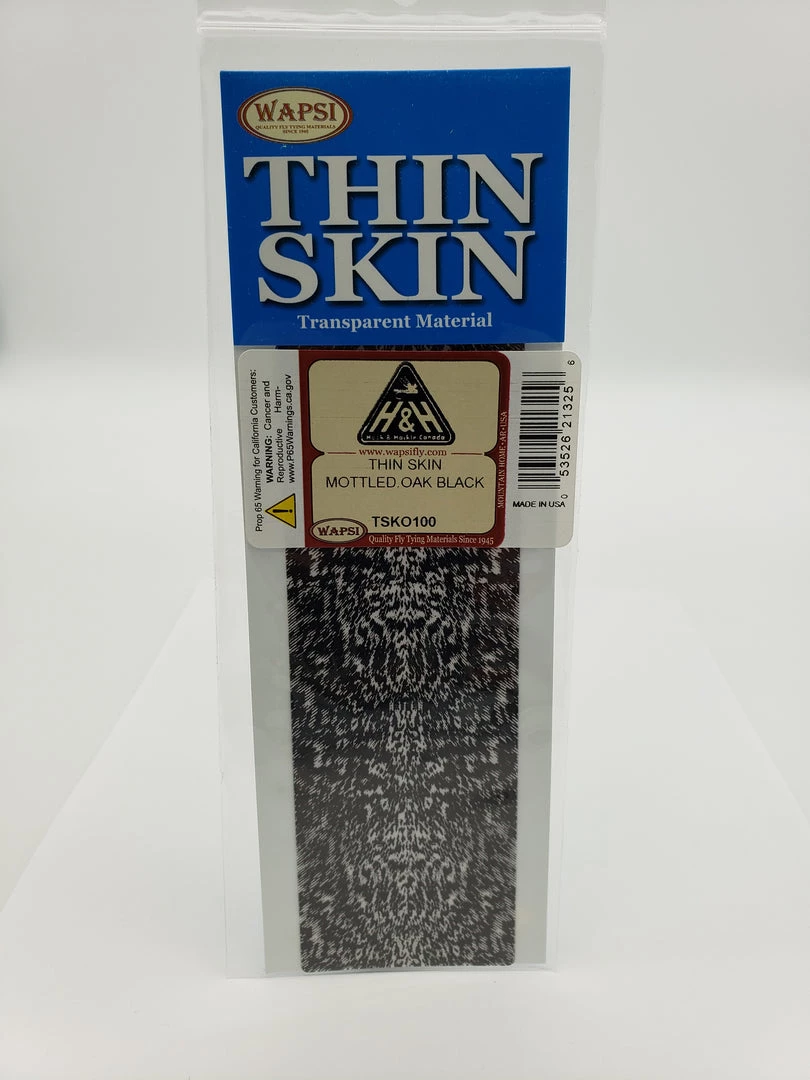 WAPSI
QUALITY FLY TYING MATERIALS
SINCE 1945
THIN
SKIN
Transparent Material
Prop 65 Warning for California Customers:
WARNING: Cancer and
Reproductive Harm-
www.P65Warnings.ca.gov
H&H
Hook & Hackle Canada
www.wapsifly.com
THIN SKIN
MOTTLED.OAK BLACK
TSKO100
WAPSI
Quality Fly Tying Materials Since 1945
MOUNTAIN HOME•AR•USA
0 53526 21325 6
MADE IN USA